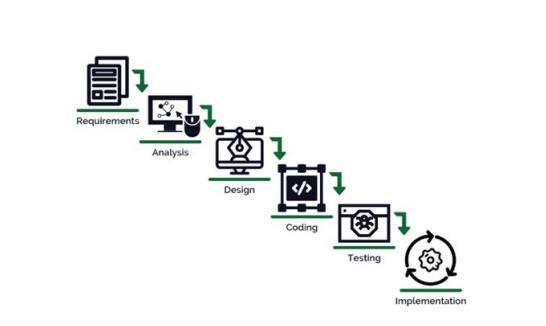 Requirements
Analysis
Design
</>
Coding
Testing
Implementation